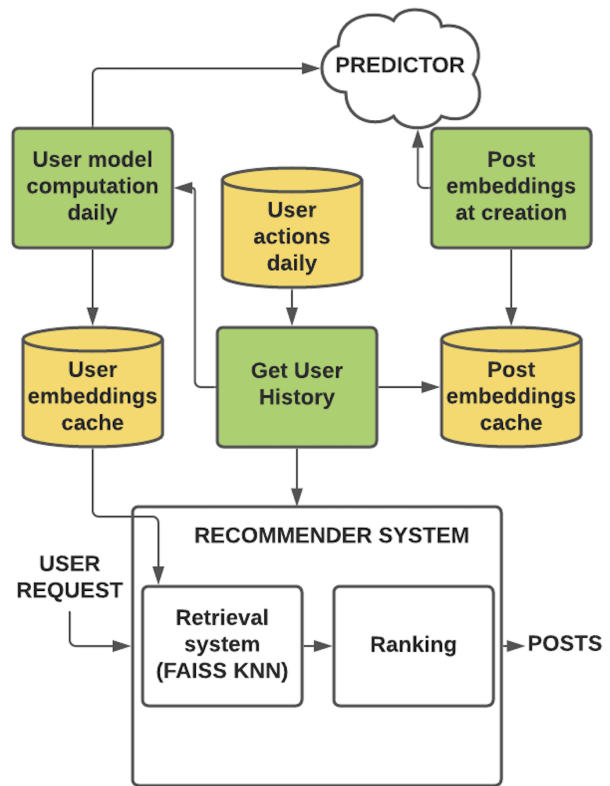 PREDICTOR
User model
computation
daily
User
actions
daily
Post
embeddings
at creation
User
embeddings
cache
Get User
History
Post
embeddings
cache
RECOMMENDER SYSTEM
USER
REQUEST
Retrieval
system
(FAISS KNN)
Ranking
POSTS